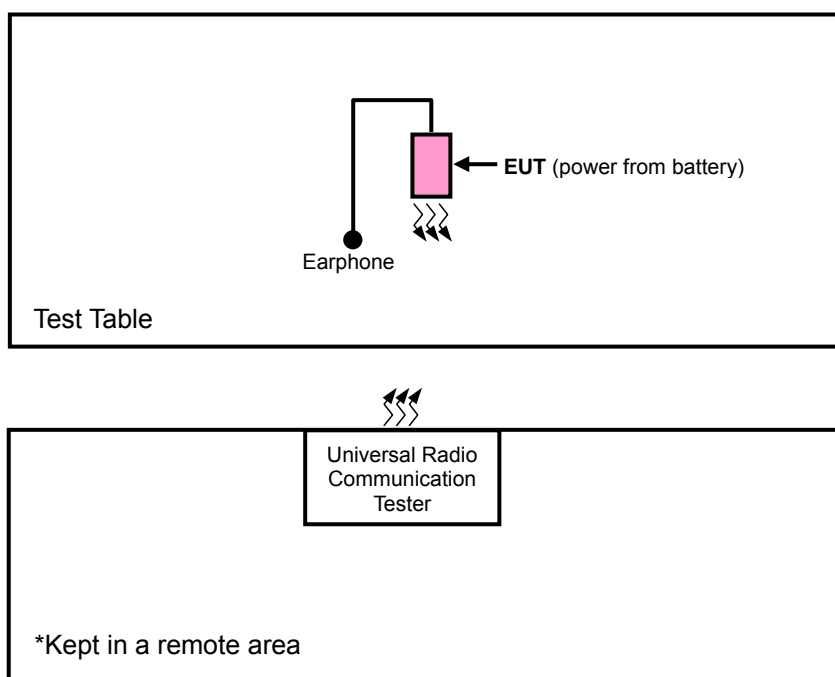 EUT (power from battery)
Earphone
Test Table
Universal Radio
Communication
Tester
*Kept in a remote area